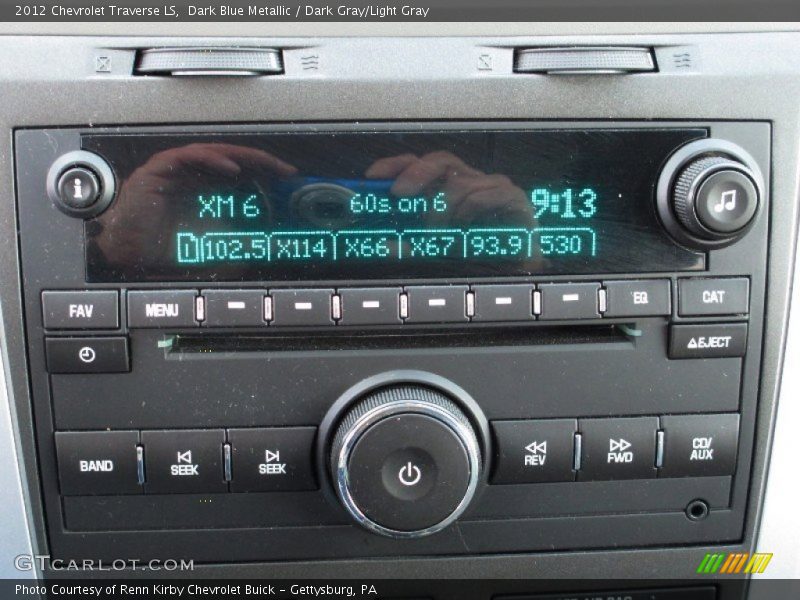 2012 Chevrolet Traverse LS, Dark Blue Metallic / Dark Gray/Light Gray
XM 6 60s on 6 9:13
1 102.5 X114 X66 X67 93.9 530
FAV MENU EQ CAT
EJECT
BAND SEEK SEEK REV FWD CD/AUX
GTCARLOT.COM
Photo Courtesy of Renn Kirby Chevrolet Buick - Gettysburg, PA